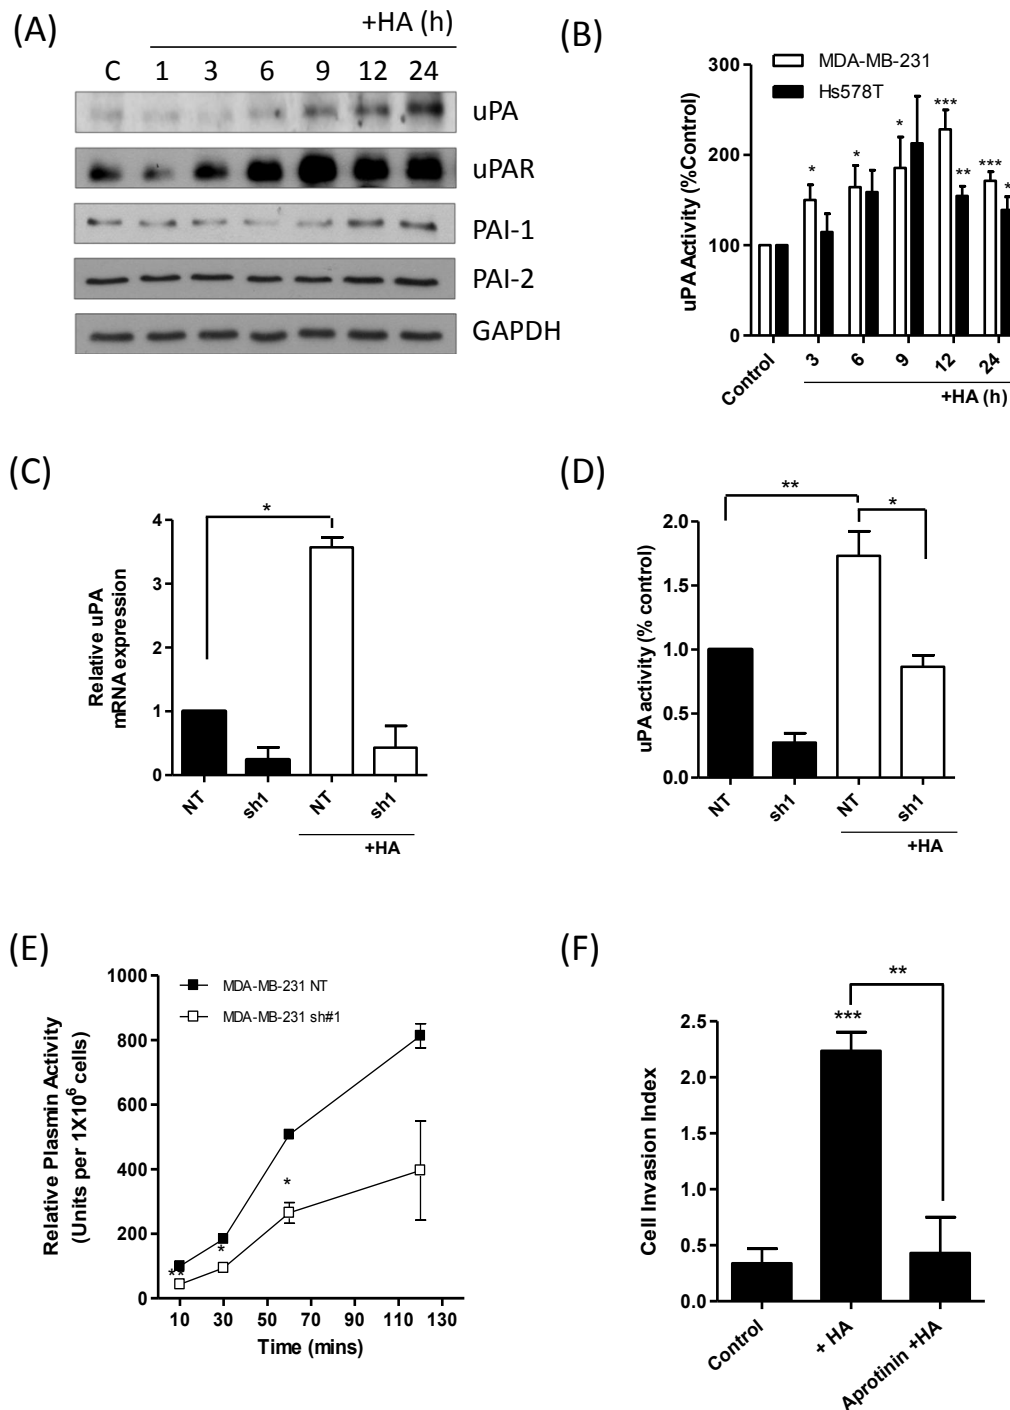 (A)
+HA (h)
C 1 3 6 9 12 24
uPA
uPAR
PAI-1
PAI-2
GAPDH
(B)
MDA-MB-231
Hs578T
uPA Activity (%Control)
300
200
100
0
* * * *** ** *** *
Control 3 6 9 12 24
+HA (h)
(C)
Relative uPA
mRNA expression
4
3
2
1
0
*
NT sh1 NT sh1
+HA
(D)
uPA activity (% control)
2.0
1.5
1.0
0.5
0.0
** *
NT sh1 NT sh1
+HA
(E)
MDA-MB-231 NT
MDA-MB-231 sh#1
Relative Plasmin Activity
(Units per 1X10⁶ cells)
1000
800
600
400
200
0
** * *
10 30 50 70 90 110 130
Time (mins)
(F)
Cell Invasion Index
2.5
2.0
1.5
1.0
0.5
0.0
**
***
Control + HA Aprotinin +HA